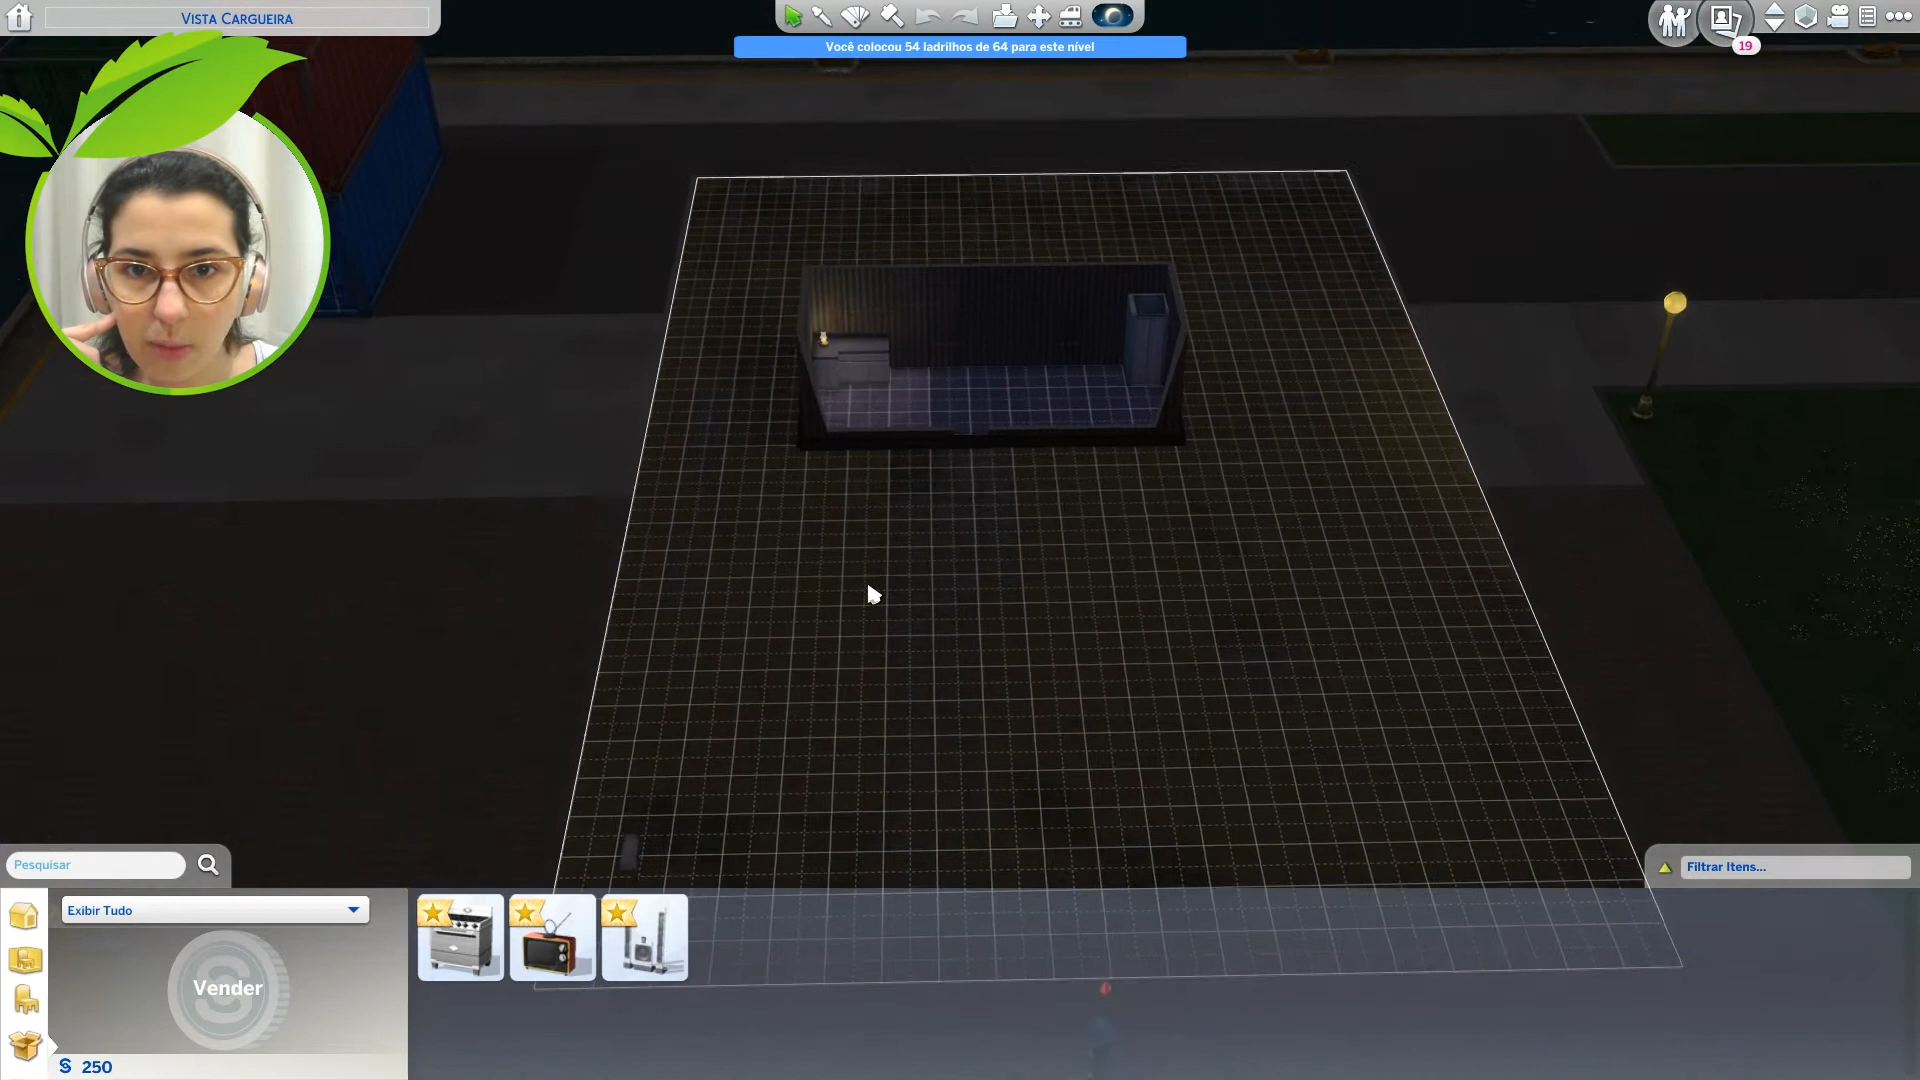 Vista Cargueira
Você colocou 54 ladrilhos de 64 para este nível
19
Pesquisar
Filtrar Itens...
Exibir Tudo
Vender
250